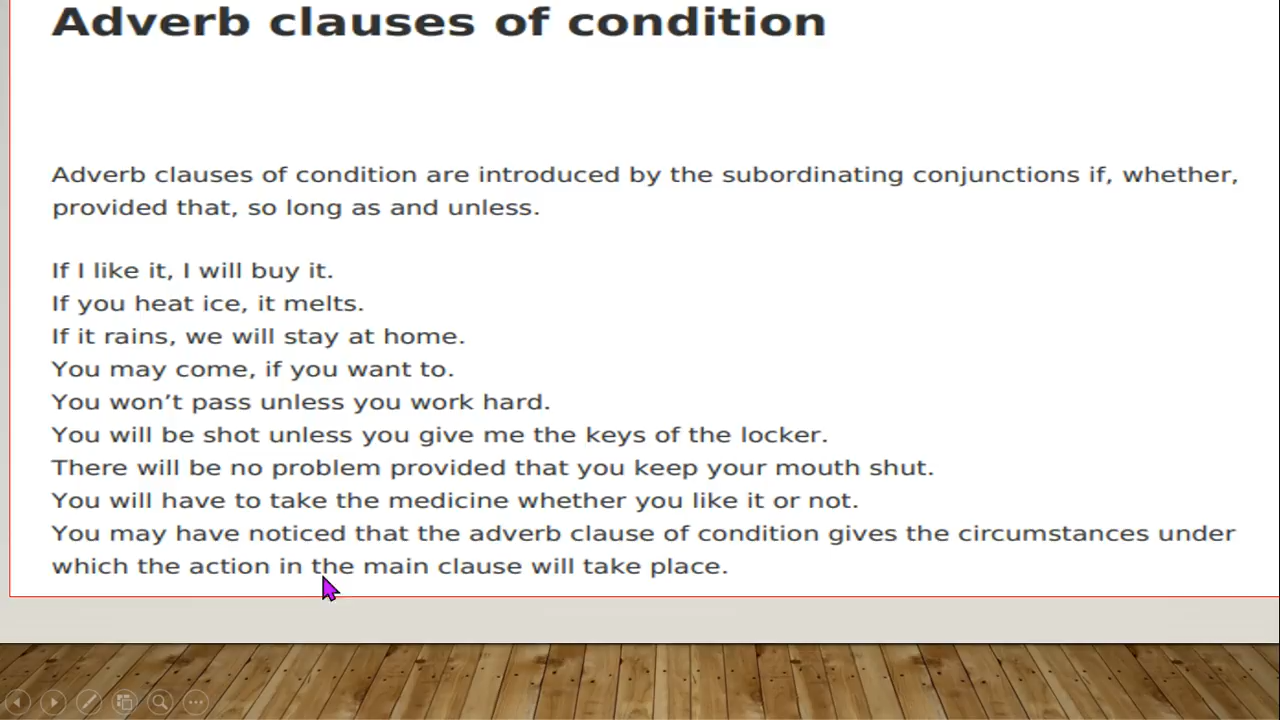 Adverb clauses of condition
Adverb clauses of condition are introduced by the subordinating conjunctions if, whether,
provided that, so long as and unless.
If I like it, I will buy it.
If you heat ice, it melts.
If it rains, we will stay at home.
You may come, if you want to.
You won’t pass unless you work hard.
You will be shot unless you give me the keys of the locker.
There will be no problem provided that you keep your mouth shut.
You will have to take the medicine whether you like it or not.
You may have noticed that the adverb clause of condition gives the circumstances under
which the action in the main clause will take place.